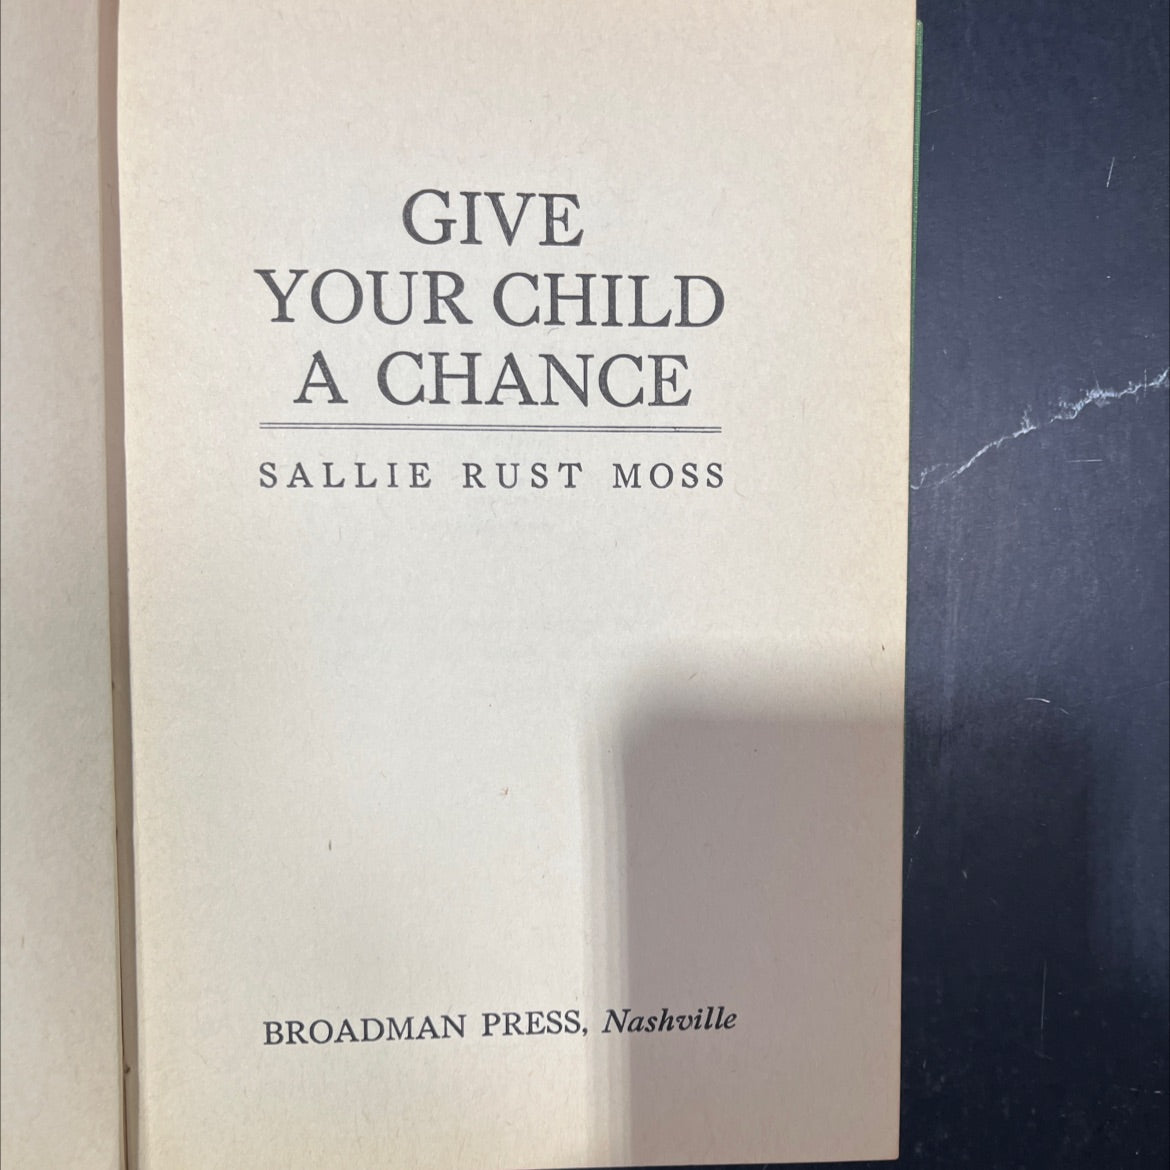 GIVE
YOUR CHILD
A CHANCE
SALLIE RUST MOSS
BROADMAN PRESS, Nashville